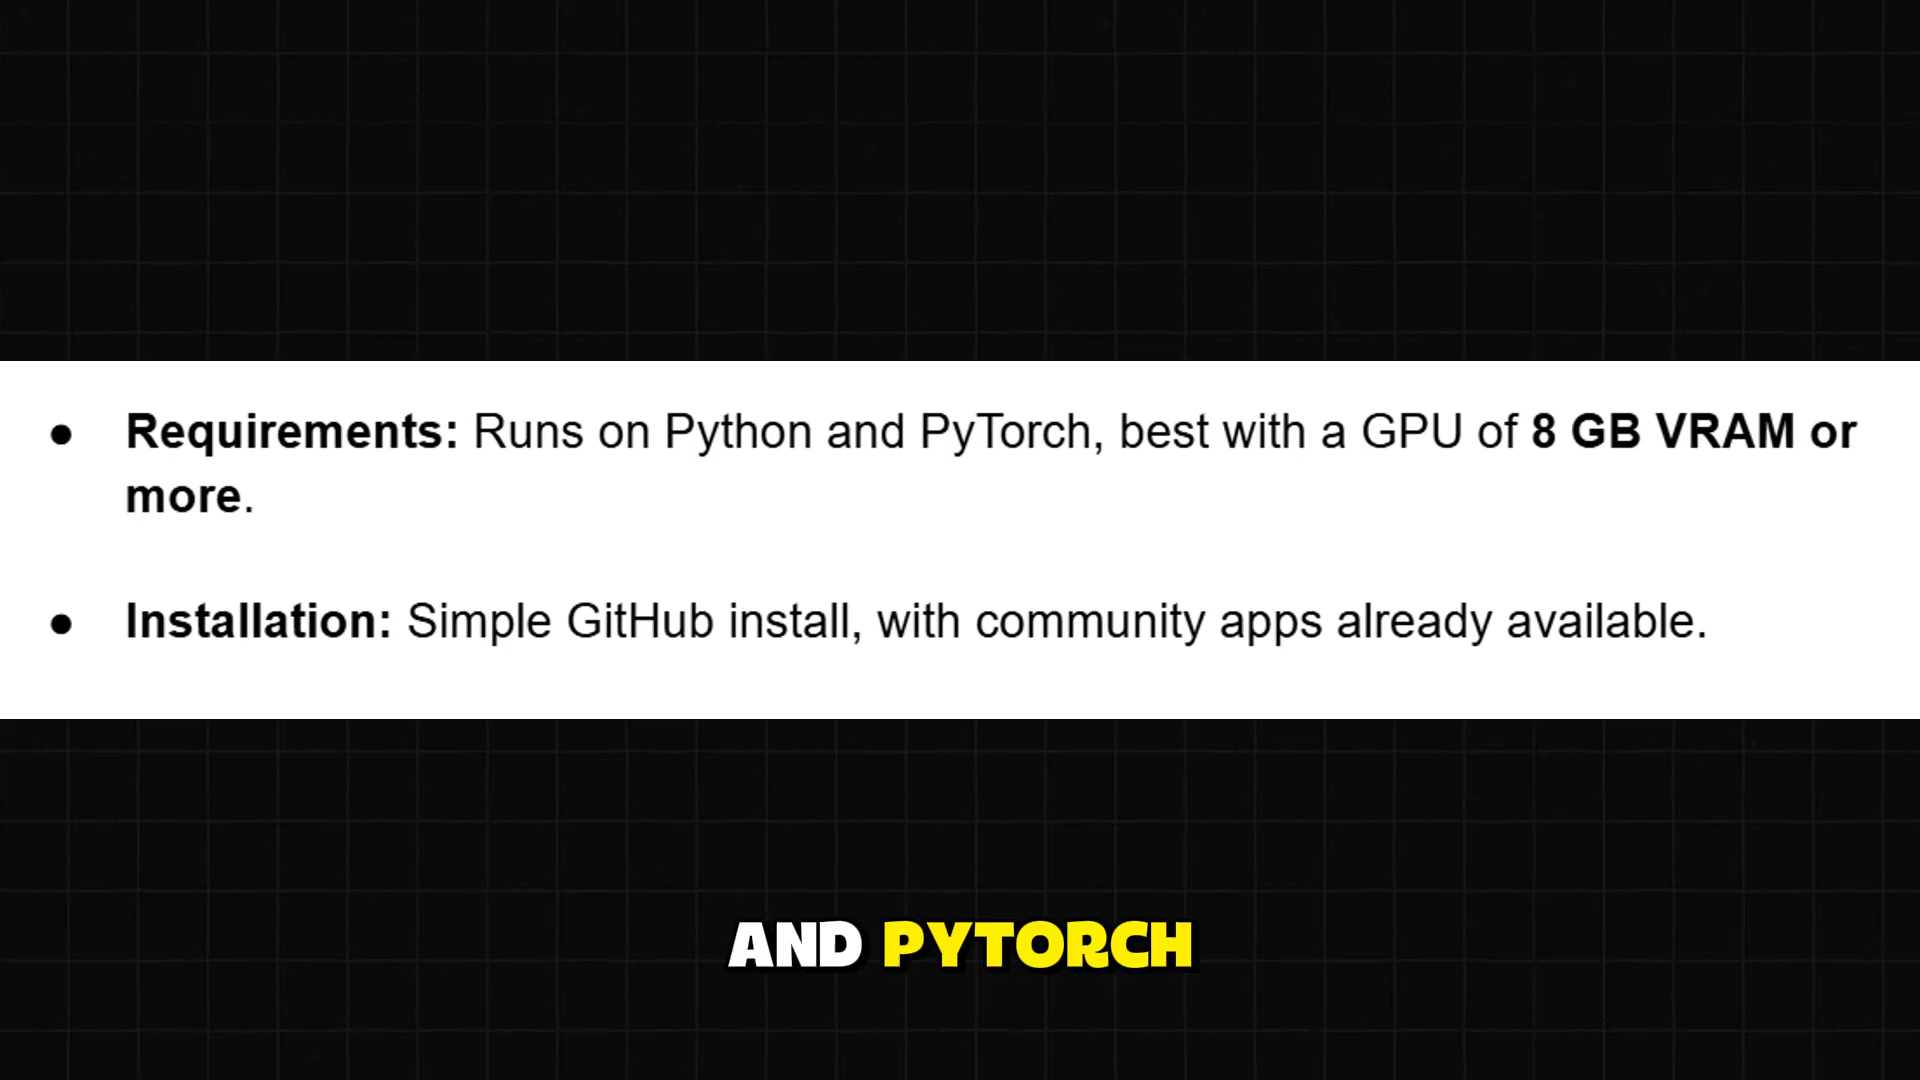 ● Requirements: Runs on Python and PyTorch, best with a GPU of 8 GB VRAM or
more.
● Installation: Simple GitHub install, with community apps already available.
AND PYTORCH